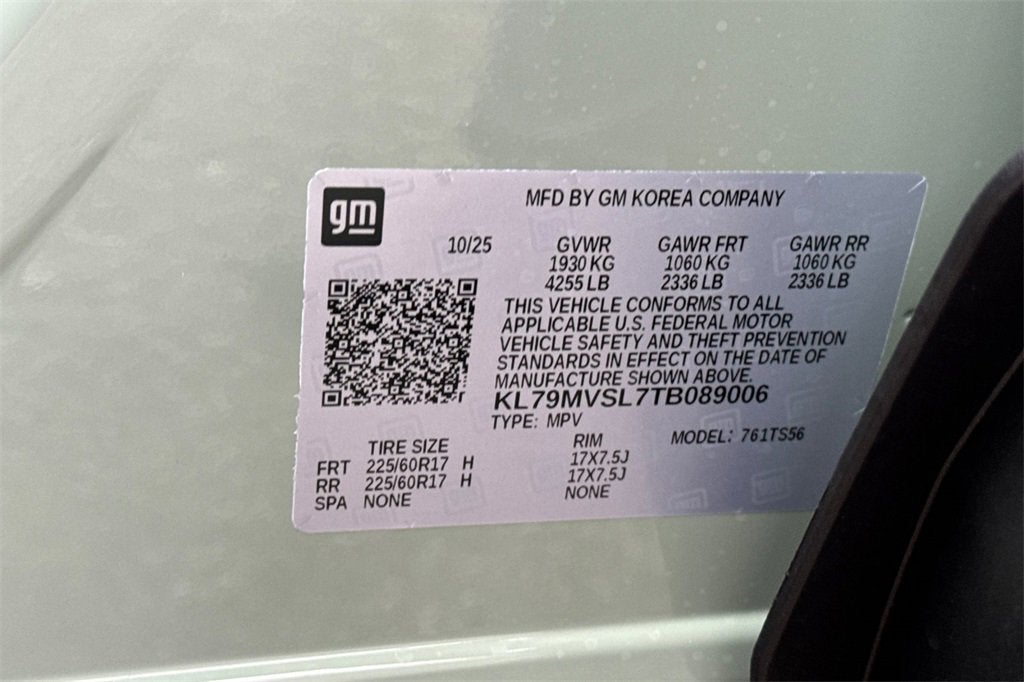 gm
MFD BY GM KOREA COMPANY
10/25 GVWR GAWR FRT GAWR RR
1930 KG 1060 KG 1060 KG
4255 LB 2336 LB 2336 LB
THIS VEHICLE CONFORMS TO ALL
APPLICABLE U.S. FEDERAL MOTOR
VEHICLE SAFETY AND THEFT PREVENTION
STANDARDS IN EFFECT ON THE DATE OF
MANUFACTURE SHOWN ABOVE.
KL79MVSL7TB089006
TYPE: MPV
MODEL: 761TS56
TIRE SIZE RIM
FRT 225/60R17 H 17X7.5J
RR 225/60R17 H 17X7.5J
SPA NONE NONE